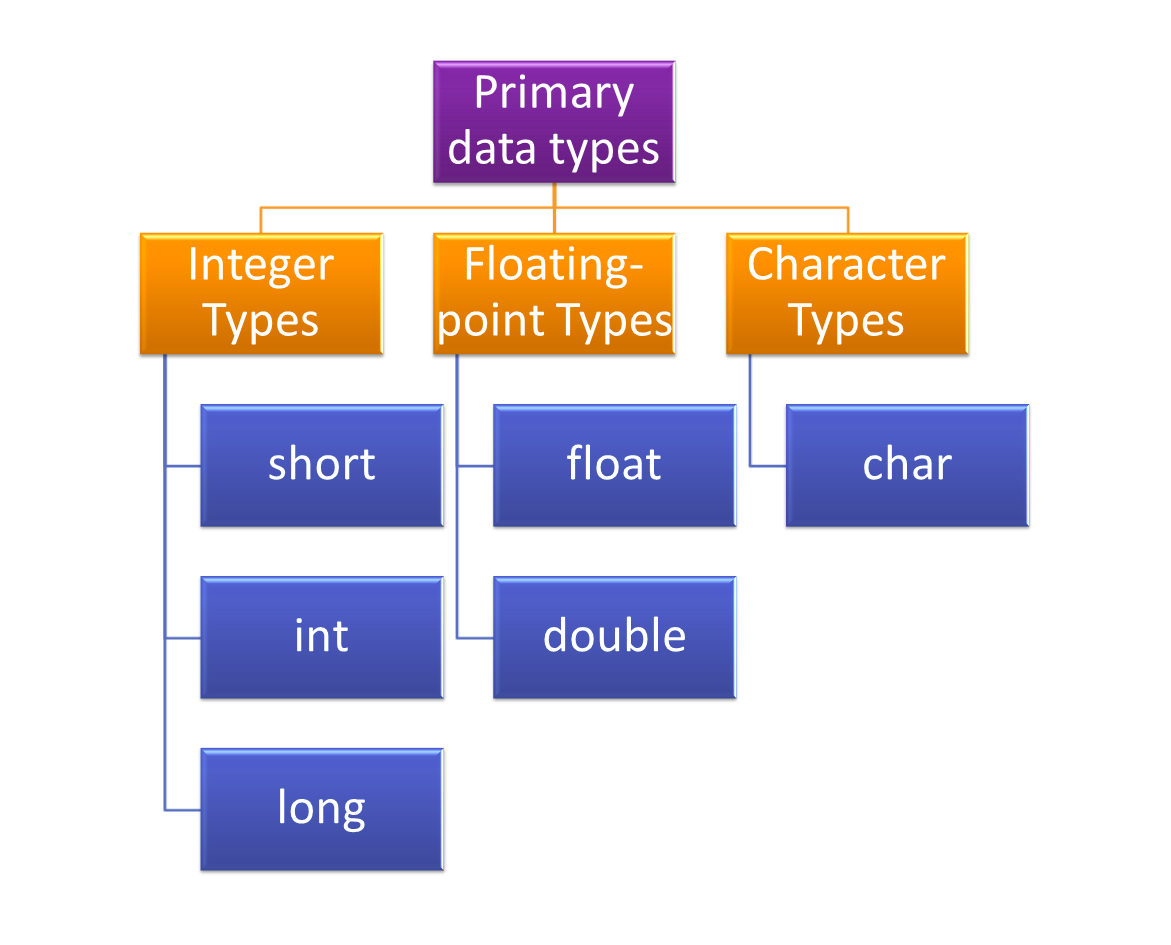 Primary
data types
Integer
Types
Floating-
point Types
Character
Types
short
float
char
int
double
long